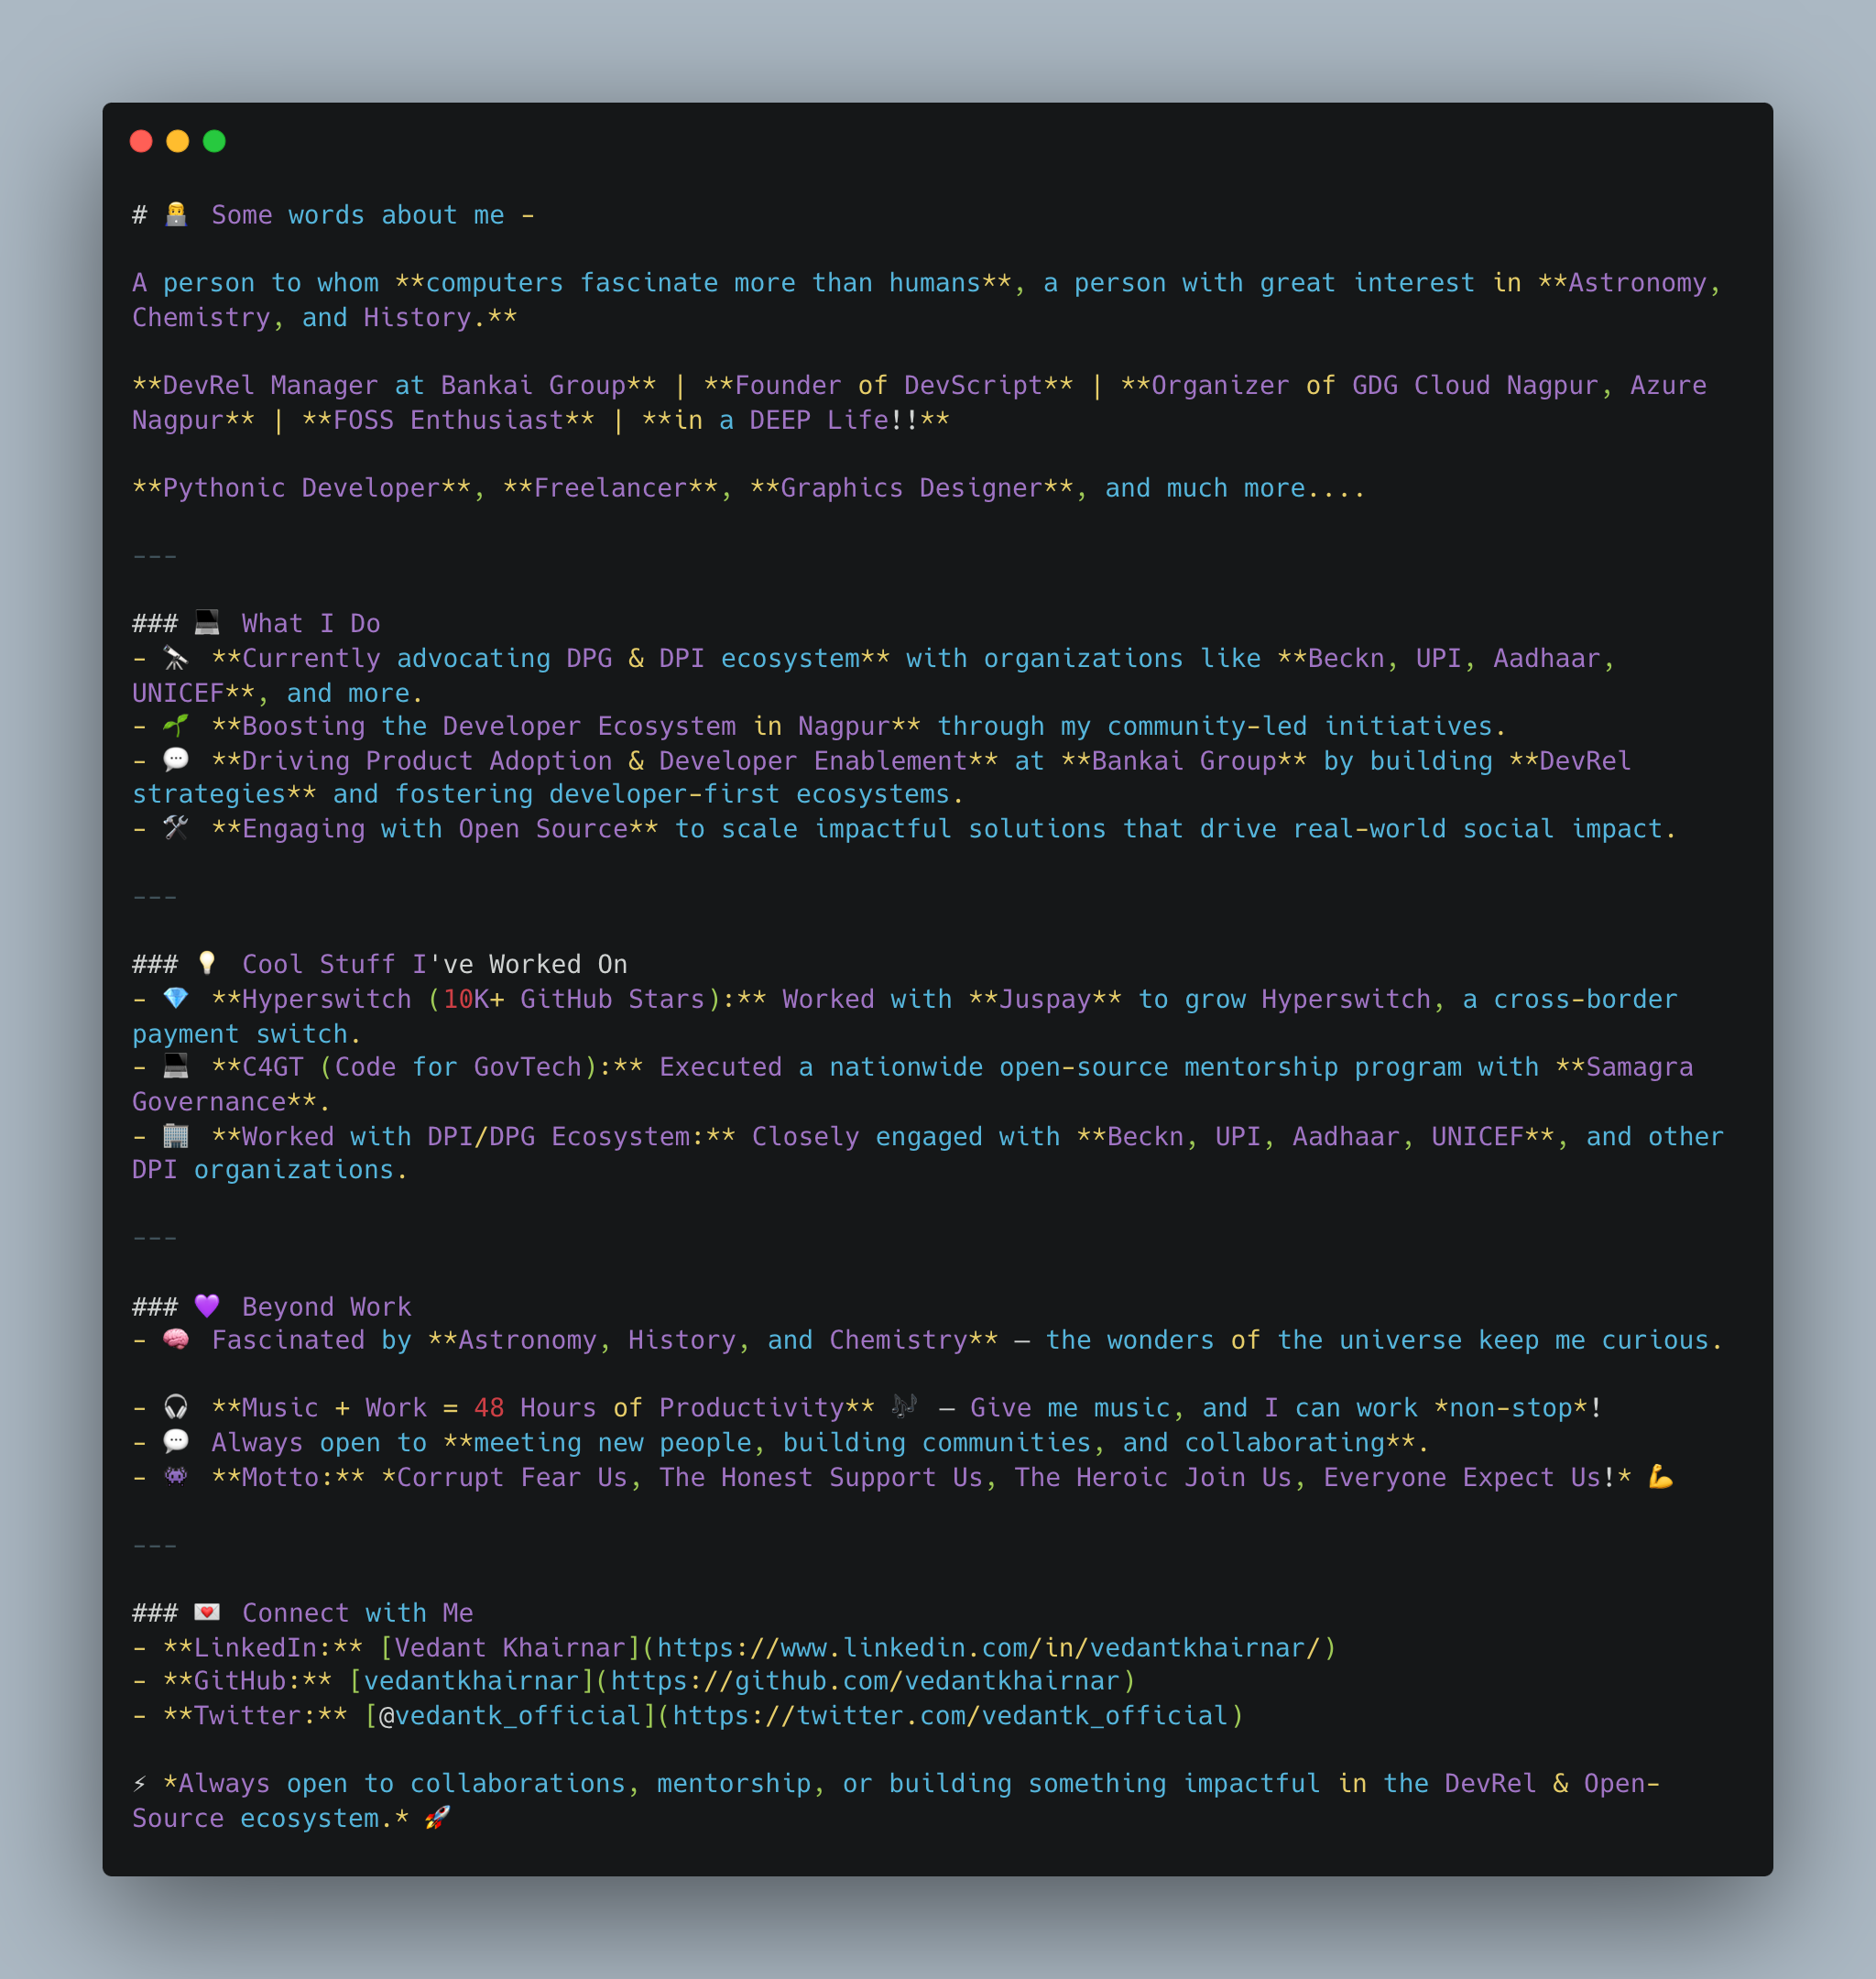 # 👨‍💻 Some words about me -
A person to whom **computers fascinate more than humans**, a person with great interest in **Astronomy,
Chemistry, and History.**
**DevRel Manager at Bankai Group** | **Founder of DevScript** | **Organizer of GDG Cloud Nagpur, Azure
Nagpur** | **FOSS Enthusiast** | **in a DEEP Life!!**
**Pythonic Developer**, **Freelancer**, **Graphics Designer**, and much more....
---
### 💻 What I Do
- 🔭 **Currently advocating DPG & DPI ecosystem** with organizations like **Beckn, UPI, Aadhaar,
UNICEF**, and more.
- 🌱 **Boosting the Developer Ecosystem in Nagpur** through my community-led initiatives.
- 💬 **Driving Product Adoption & Developer Enablement** at **Bankai Group** by building **DevRel
strategies** and fostering developer-first ecosystems.
- 🛠 **Engaging with Open Source** to scale impactful solutions that drive real-world social impact.
---
### 💡 Cool Stuff I've Worked On
- 💎 **Hyperswitch (10K+ GitHub Stars):** Worked with **Juspay** to grow Hyperswitch, a cross-border
payment switch.
- 💻 **C4GT (Code for GovTech):** Executed a nationwide open-source mentorship program with **Samagra
Governance**.
- 🏢 **Worked with DPI/DPG Ecosystem:** Closely engaged with **Beckn, UPI, Aadhaar, UNICEF**, and other
DPI organizations.
---
### 💜 Beyond Work
- 🧠 Fascinated by **Astronomy, History, and Chemistry** — the wonders of the universe keep me curious.
- 🎧 **Music + Work = 48 Hours of Productivity** 🎶 — Give me music, and I can work *non-stop*!
- 💬 Always open to **meeting new people, building communities, and collaborating**.
- 👾 **Motto:** *Corrupt Fear Us, The Honest Support Us, The Heroic Join Us, Everyone Expect Us!* 💪
---
### 💌 Connect with Me
- **LinkedIn:** [Vedant Khairnar](https://www.linkedin.com/in/vedantkhairnar/)
- **GitHub:** [vedantkhairnar](https://github.com/vedantkhairnar)
- **Twitter:** [@vedantk_official](https://twitter.com/vedantk_official)
⚡ *Always open to collaborations, mentorship, or building something impactful in the DevRel & Open-
Source ecosystem.* 🚀